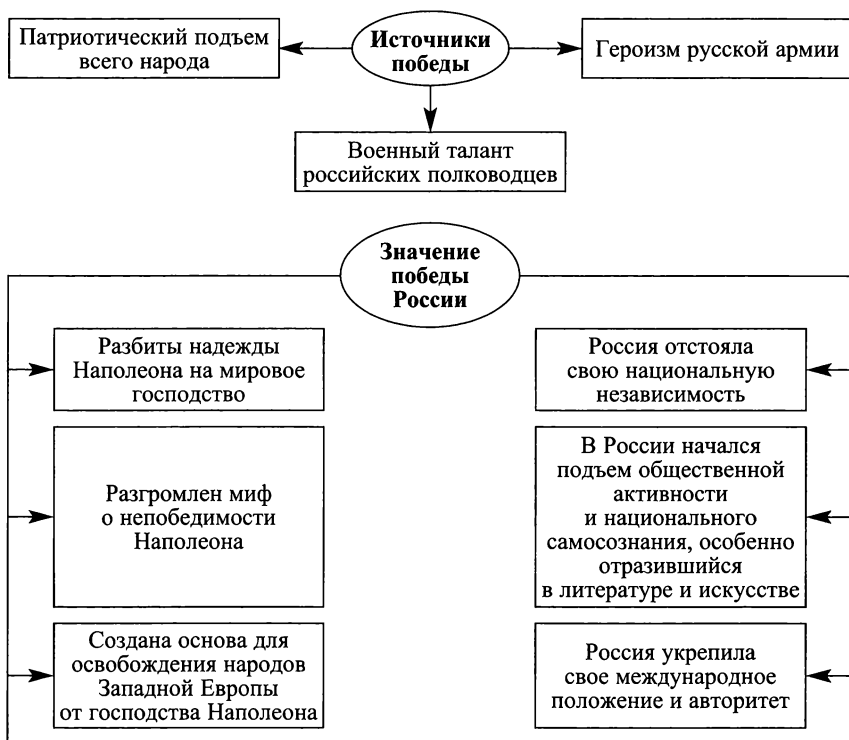 Патриотический подъем
всего народа
Источники
победы
Героизм русской армии
Военный талант
российских полководцев
Значение
победы
России
Разбиты надежды
Наполеона на мировое
господство
Россия отстояла
свою национальную
независимость
Разгромлен миф
о непобедимости
Наполеона
В России начался
подъем общественной
активности
и национального
самосознания, особенно
отразившийся
в литературе и искусстве
Создана основа для
освобождения народов
Западной Европы
от господства Наполеона
Россия укрепила
свое международное
положение и авторитет